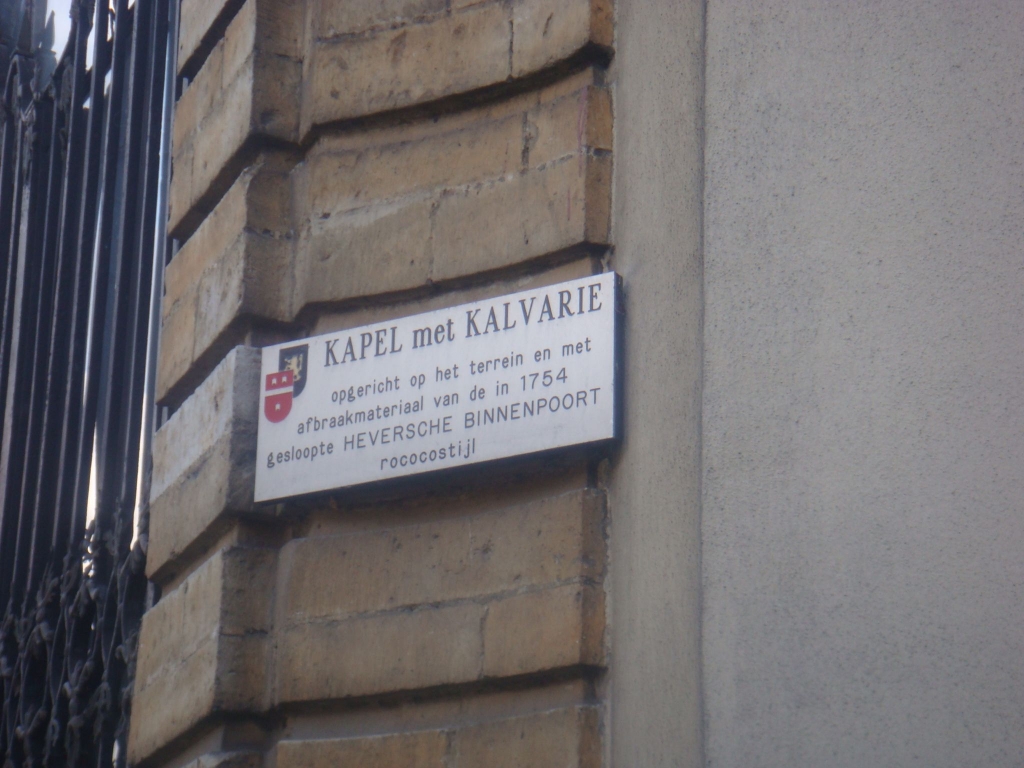 KAPEL met KALVARIE
opgericht op het terrein en met
afbraakmateriaal van de in 1754
gesloopte HEVERSCHE BINNENPOORT
rococostijl